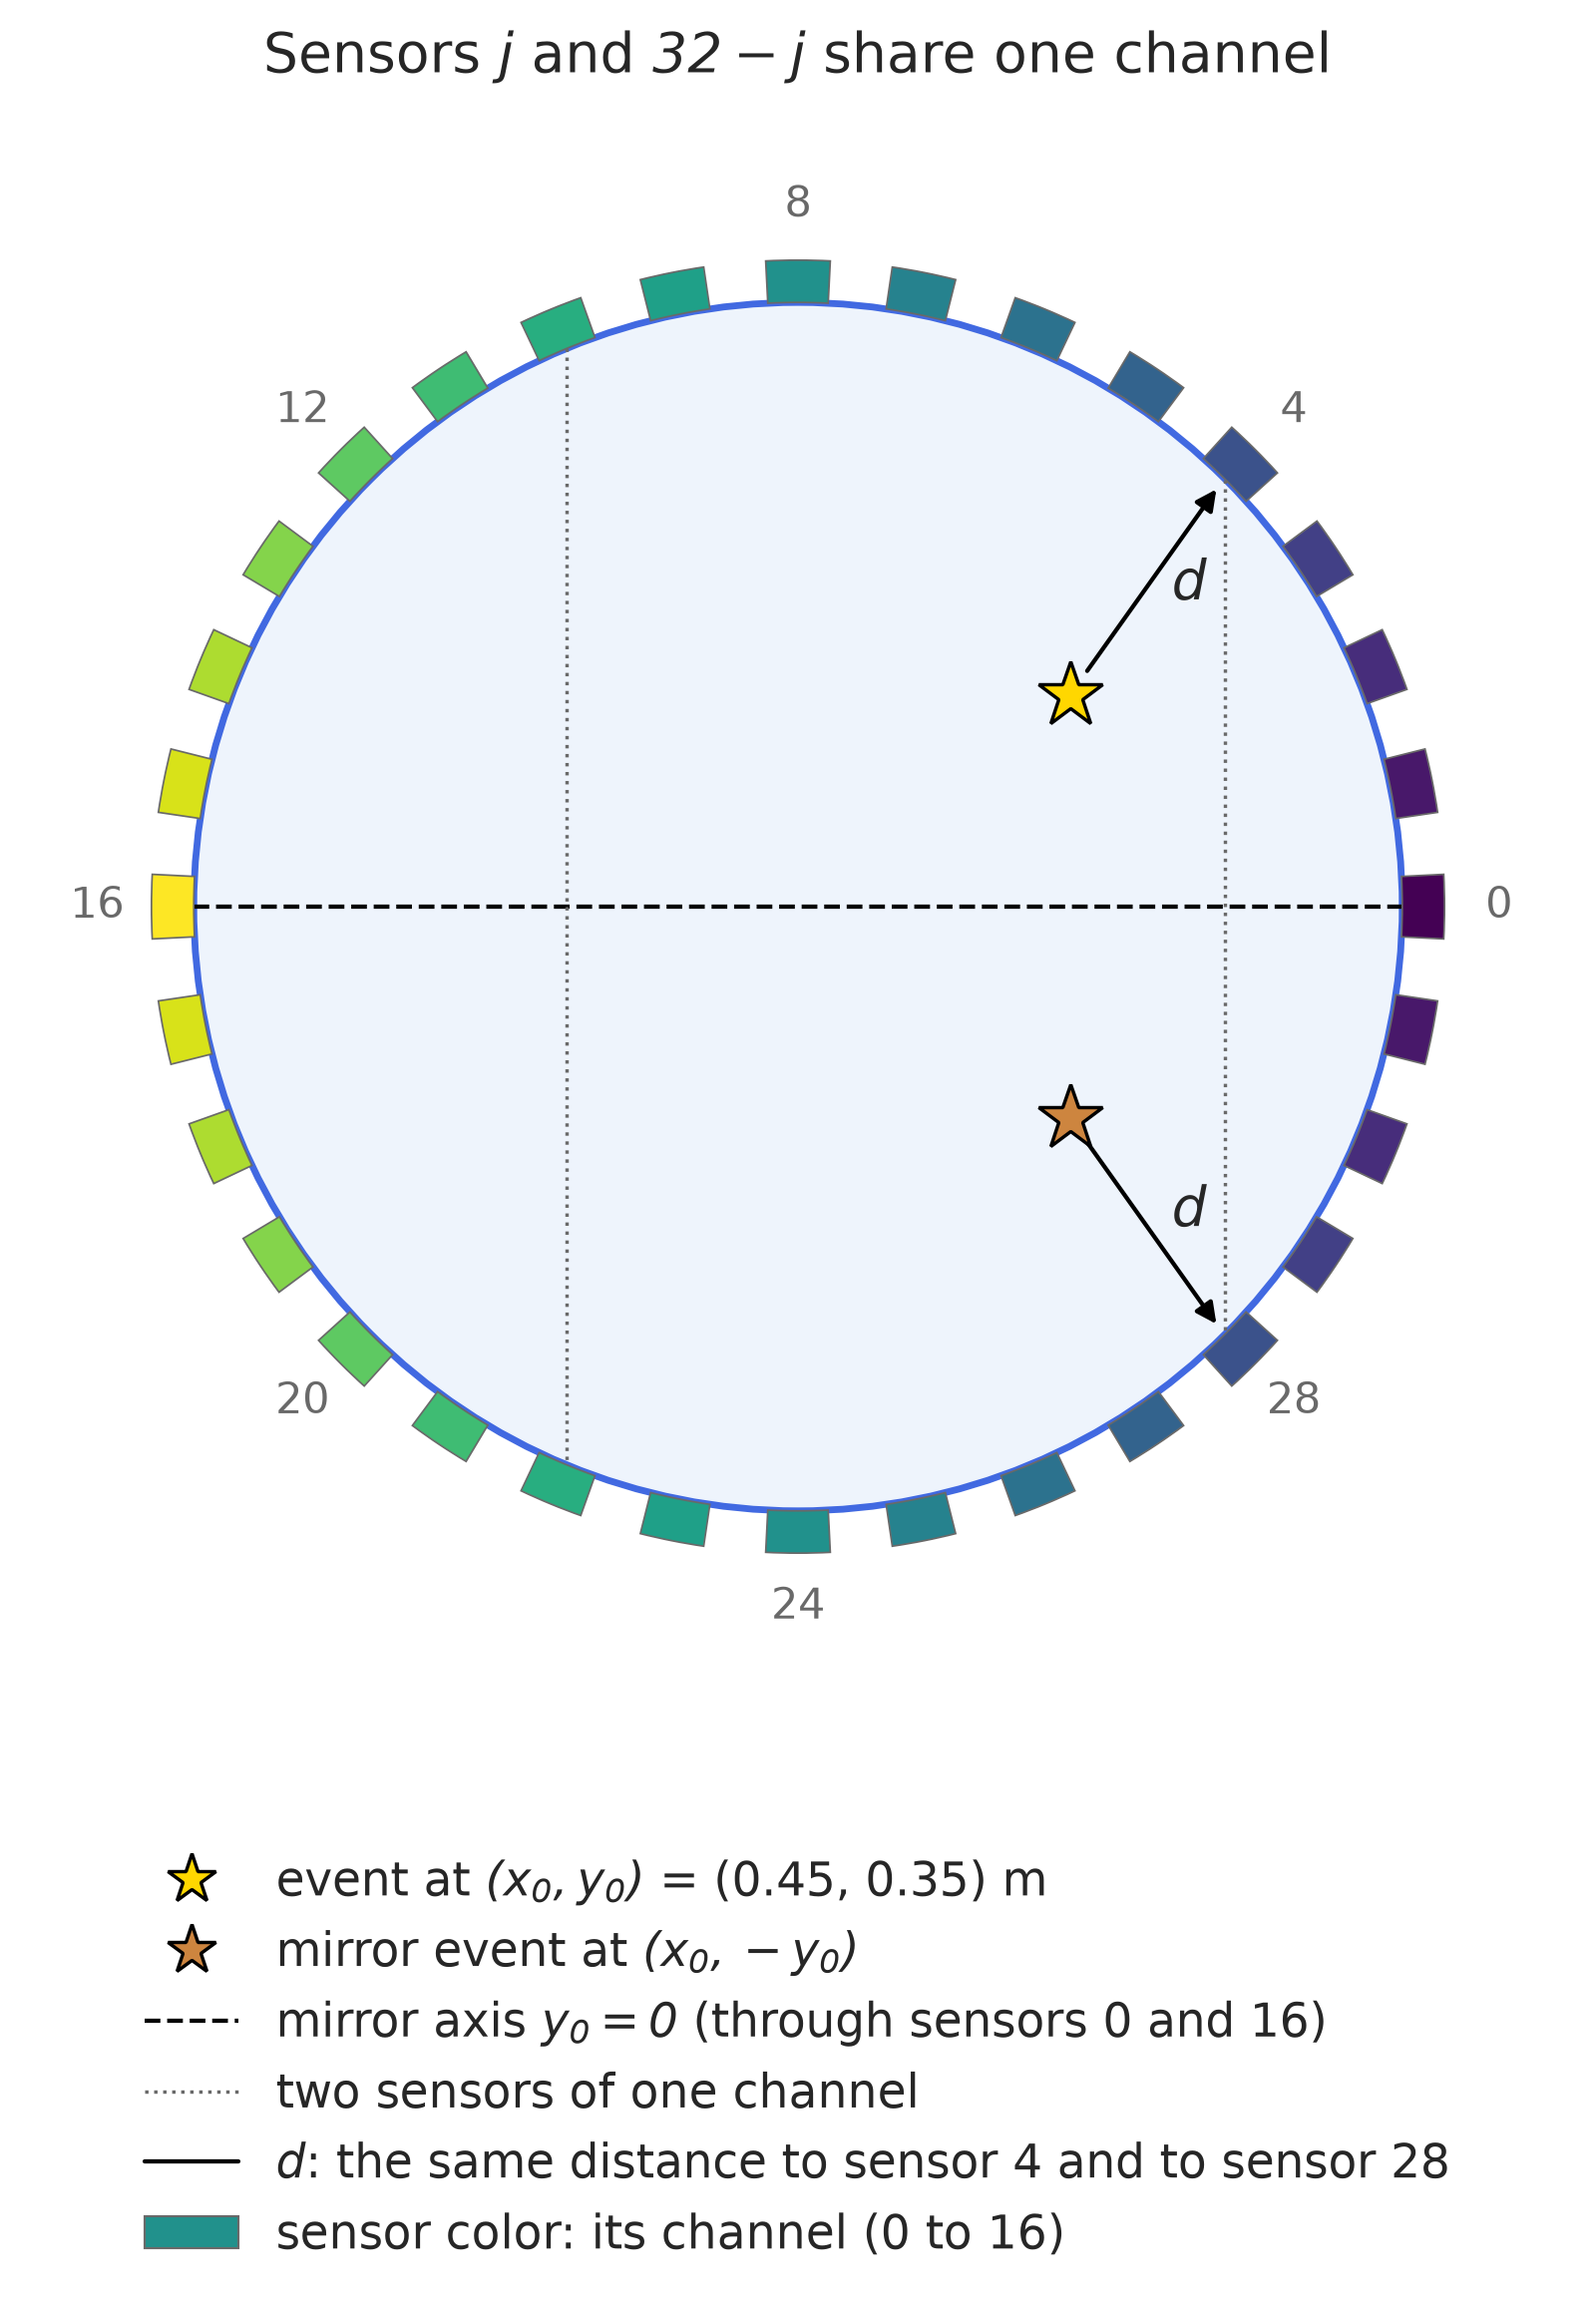 Sensors j and 32 − j share one channel
8
12
4
d
16
0
d
20
28
24
event at (x₀, y₀) = (0.45, 0.35) m
mirror event at (x₀, −y₀)
mirror axis y₀ = 0 (through sensors 0 and 16)
two sensors of one channel
d: the same distance to sensor 4 and to sensor 28
sensor color: its channel (0 to 16)